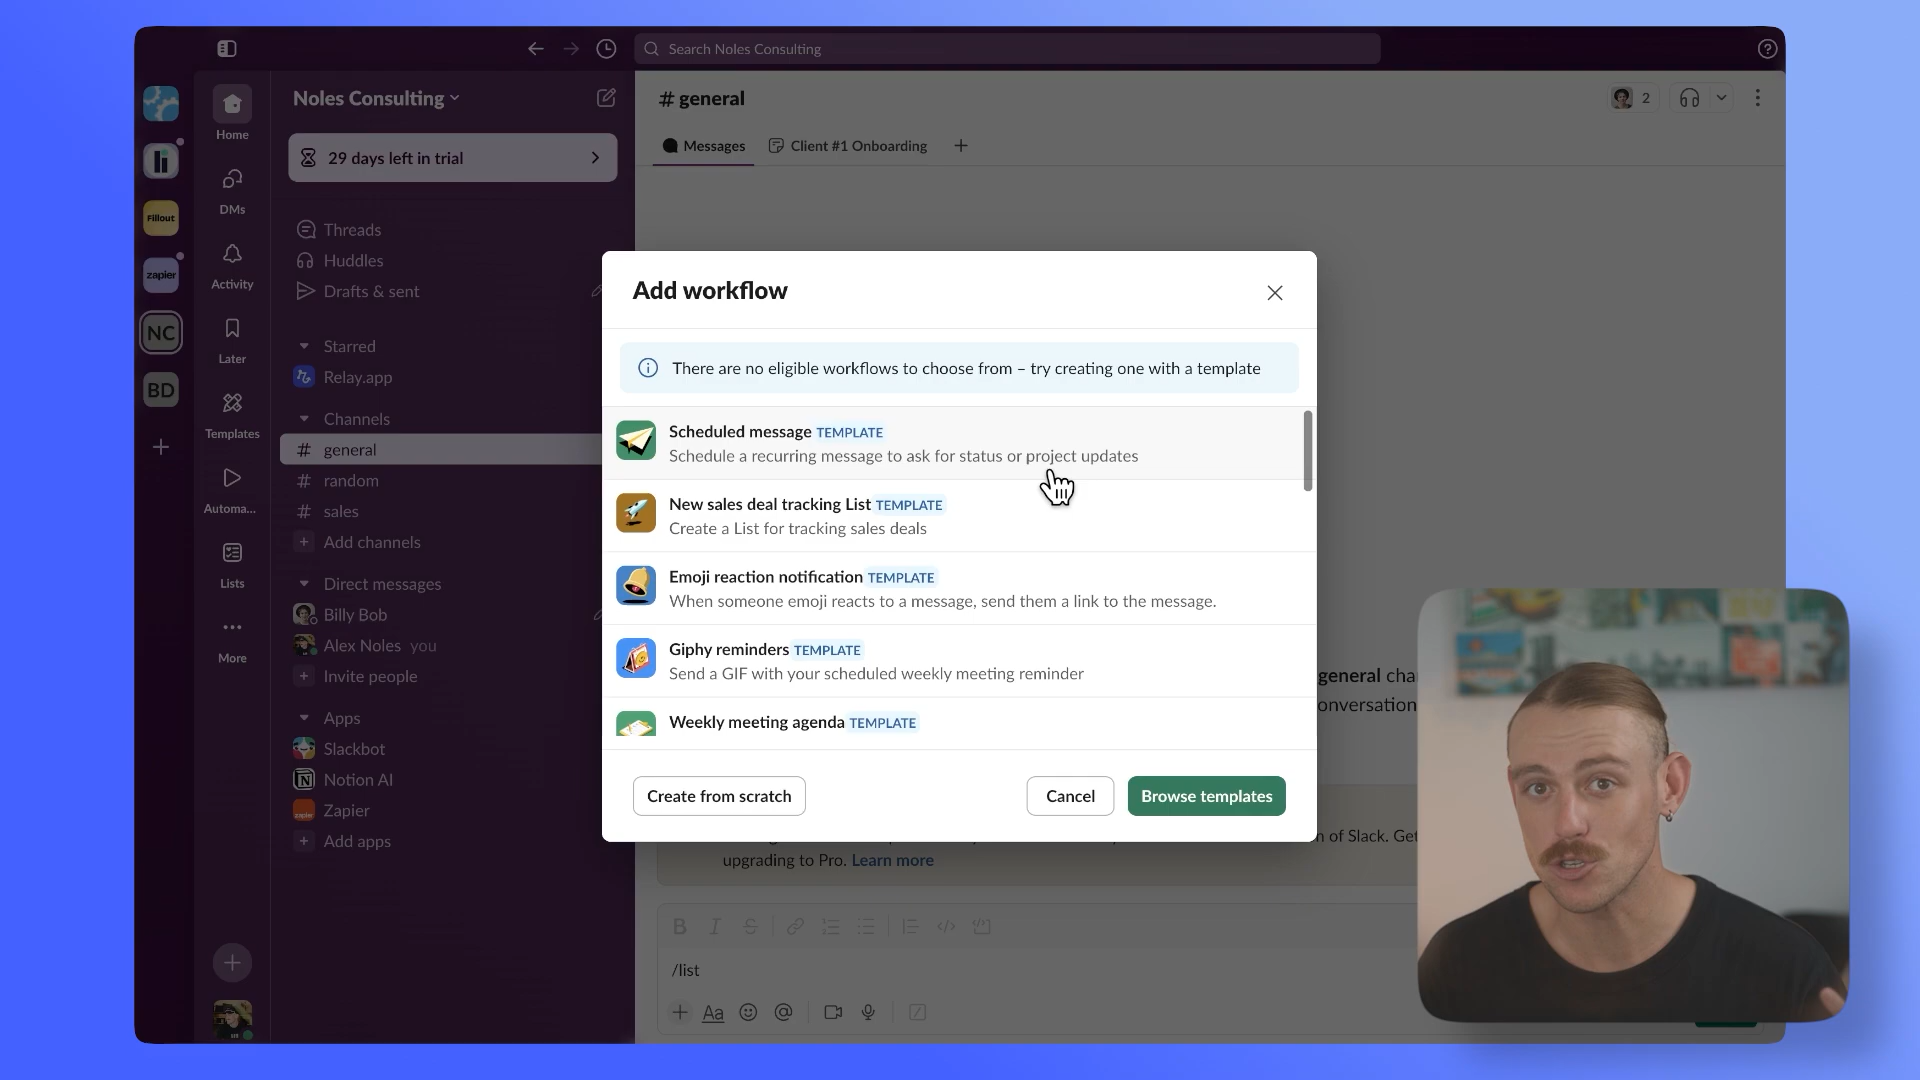 Search Noles Consulting
Noles Consulting
29 days left in trial
Home
DMs
Activity
Later
Templates
Automa...
Lists
More
Fillout
zapier
NC
BD
Threads
Huddles
Drafts & sent
Starred
Relay.app
Channels
# general
# random
# sales
+ Add channels
Direct messages
Billy Bob
Alex Noles you
+ Invite people
Apps
Slackbot
Notion AI
zapier Zapier
+ Add apps
# general
2
Messages
Client #1 Onboarding
Add workflow
There are no eligible workflows to choose from – try creating one with a template
Scheduled message TEMPLATE
Schedule a recurring message to ask for status or project updates
New sales deal tracking List TEMPLATE
Create a List for tracking sales deals
Emoji reaction notification TEMPLATE
When someone emoji reacts to a message, send them a link to the message.
Giphy reminders TEMPLATE
Send a GIF with your scheduled weekly meeting reminder
Weekly meeting agenda TEMPLATE
Create from scratch
Cancel
Browse templates
general cha
onversation
n of Slack. Get
upgrading to Pro. Learn more
B I S
/list
Aa